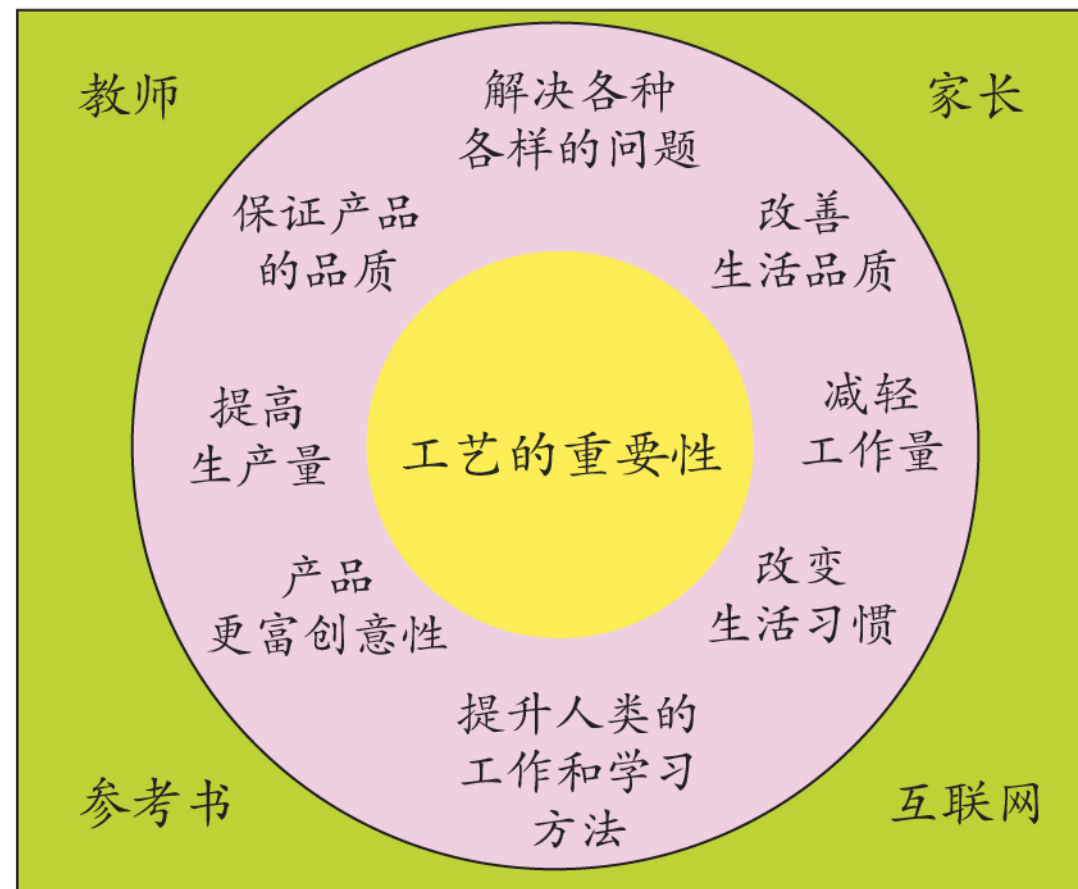 教师
家长
解决各种
各样的问题
保证产品
的品质
改善
生活品质
提高
生产量
工艺的重要性
减轻
工作量
产品
更富创意性
改变
生活习惯
提升人类的
工作和学习
方法
参考书
互联网